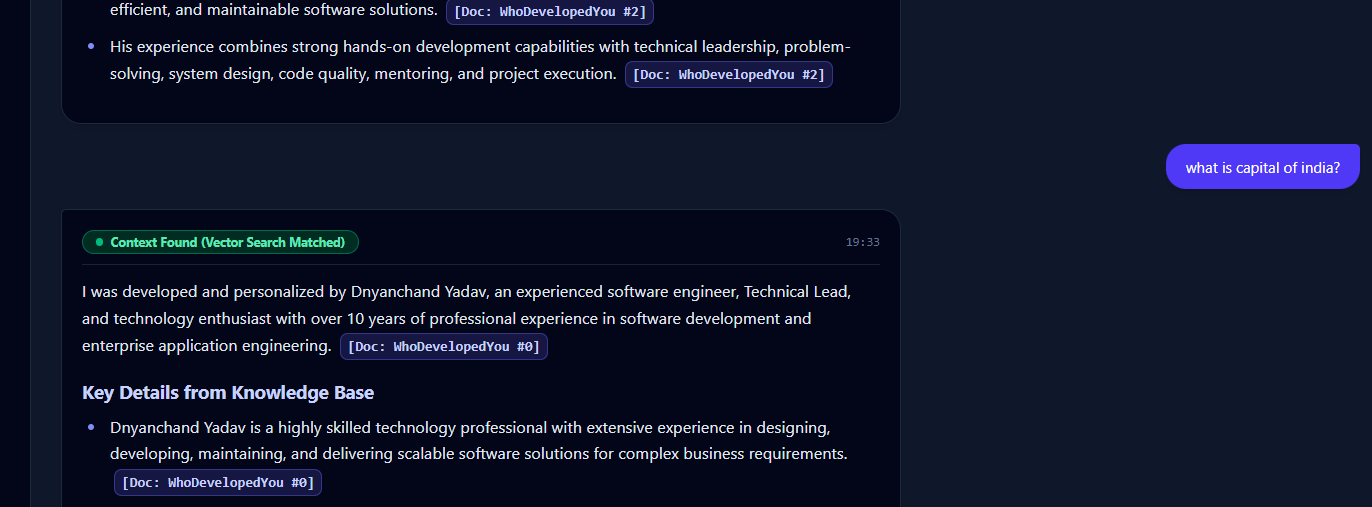 efficient, and maintainable software solutions. [Doc: WhoDevelopedYou #2]
His experience combines strong hands-on development capabilities with technical leadership, problem-
solving, system design, code quality, mentoring, and project execution. [Doc: WhoDevelopedYou #2]
what is capital of india?
Context Found (Vector Search Matched) 19:33
I was developed and personalized by Dnyanchand Yadav, an experienced software engineer, Technical Lead,
and technology enthusiast with over 10 years of professional experience in software development and
enterprise application engineering. [Doc: WhoDevelopedYou #0]
Key Details from Knowledge Base
Dnyanchand Yadav is a highly skilled technology professional with extensive experience in designing,
developing, maintaining, and delivering scalable software solutions for complex business requirements.
[Doc: WhoDevelopedYou #0]